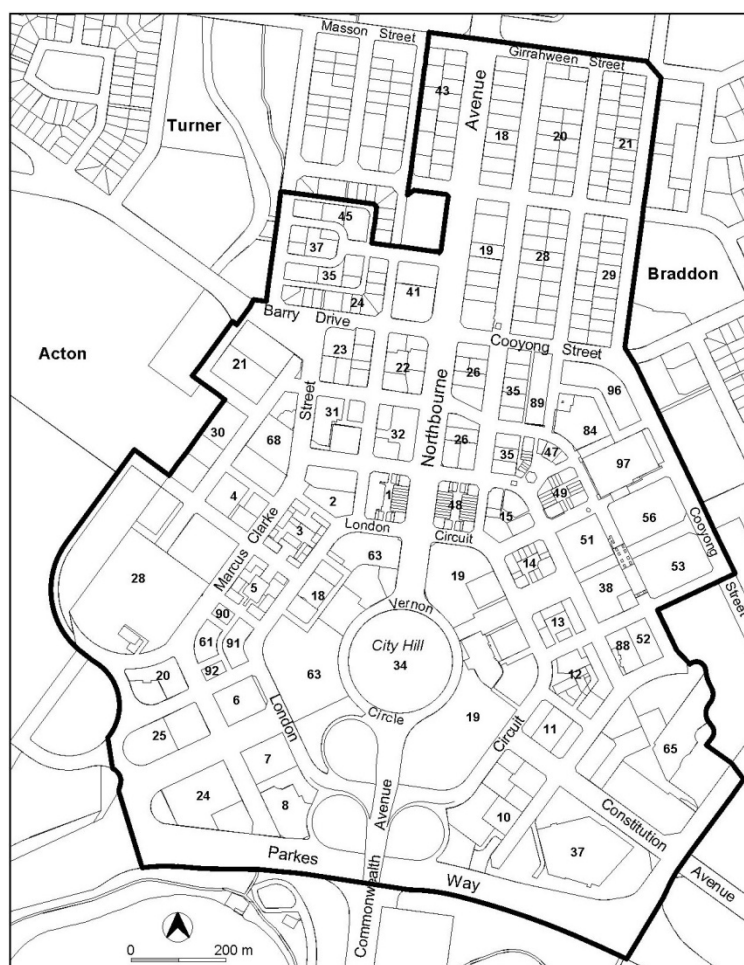 Masson Street
Girrahween Street
43
Avenue
18
20
21
Turner
45
37
35
24
41
19
28
29
Braddon
Barry Drive
Cooyong Street
Acton
21
23
22
26
35
89
96
Street
31
32
Northbourne
26
35
47
84
97
30
68
4
2
1
48
15
49
56
Cooyong
Clarke
3
London
Circuit
63
19
14
51
53
Street
28
Marcus
5
18
Vernon
38
90
City Hill
13
88
52
61
91
34
12
92
63
20
6
London
Circle
19
Circuit
11
65
25
7
24
8
Avenue
10
Constitution
37
Parkes
Way
Avenue
Commonwealth
0 200 m